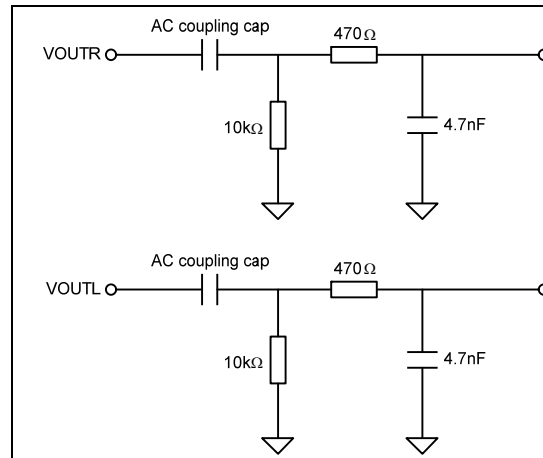 AC coupling cap
470Ω
VOUTR
10kΩ
4.7nF
AC coupling cap
470Ω
VOUTL
10kΩ
4.7nF